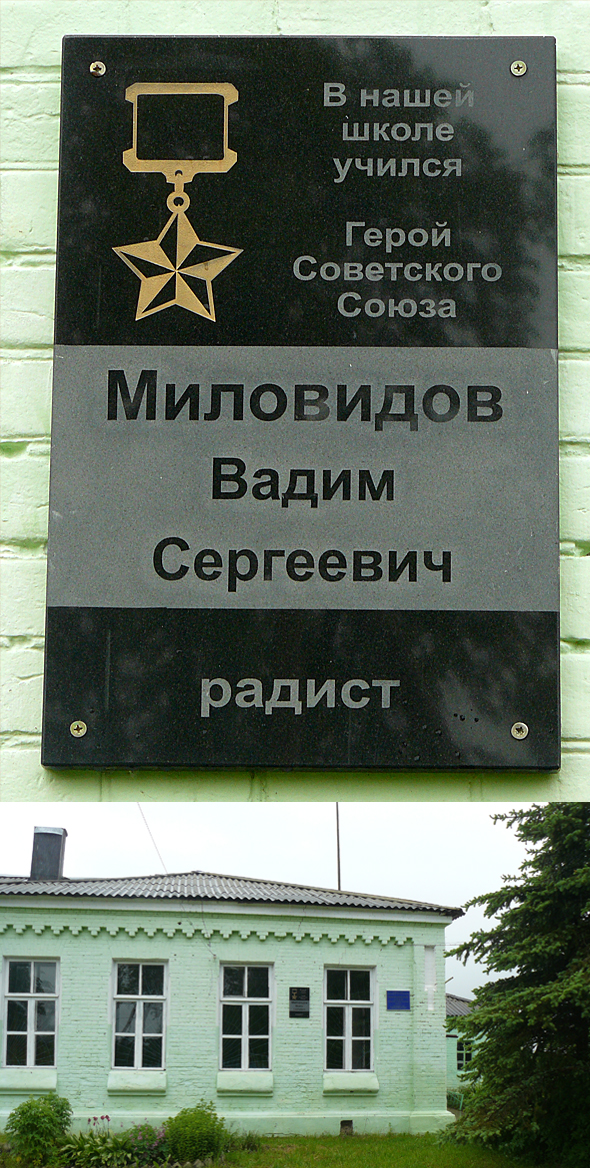 В нашей
школе
учился
Герой
Советского
Союза
Миловидов
Вадим
Сергеевич
радист